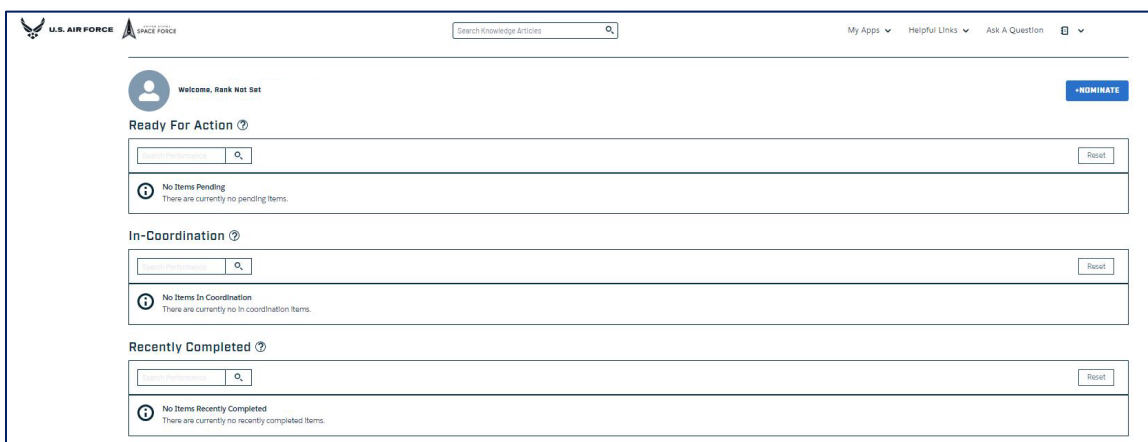 U.S. AIR FORCE
UNITED STATES
SPACE FORCE
Search Knowledge Articles
My Apps
Helpful Links
Ask A Question
Welcome, Rank Not Set
+NOMINATE
Ready For Action
Search Performance
Reset
No Items Pending
There are currently no pending items.
In-Coordination
Search Performance
Reset
No Items In Coordination
There are currently no in coordination items.
Recently Completed
Search Performance
Reset
No Items Recently Completed
There are currently no recently completed items.